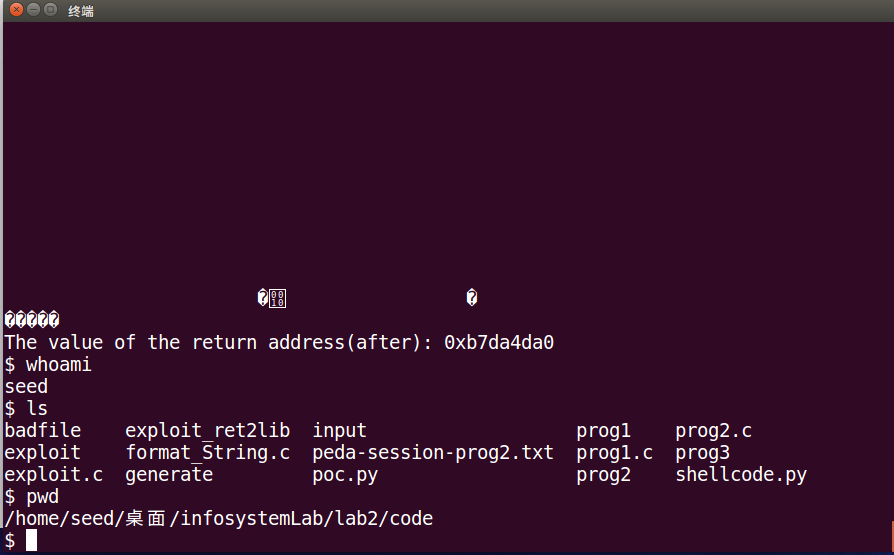 终端
The value of the return address(after): 0xb7da4da0
$ whoami
seed
$ ls
badfile exploit_ret2lib input prog1 prog2.c
exploit format_String.c peda-session-prog2.txt prog1.c prog3
exploit.c generate poc.py prog2 shellcode.py
$ pwd
/home/seed/桌面/infosystemLab/lab2/code
$